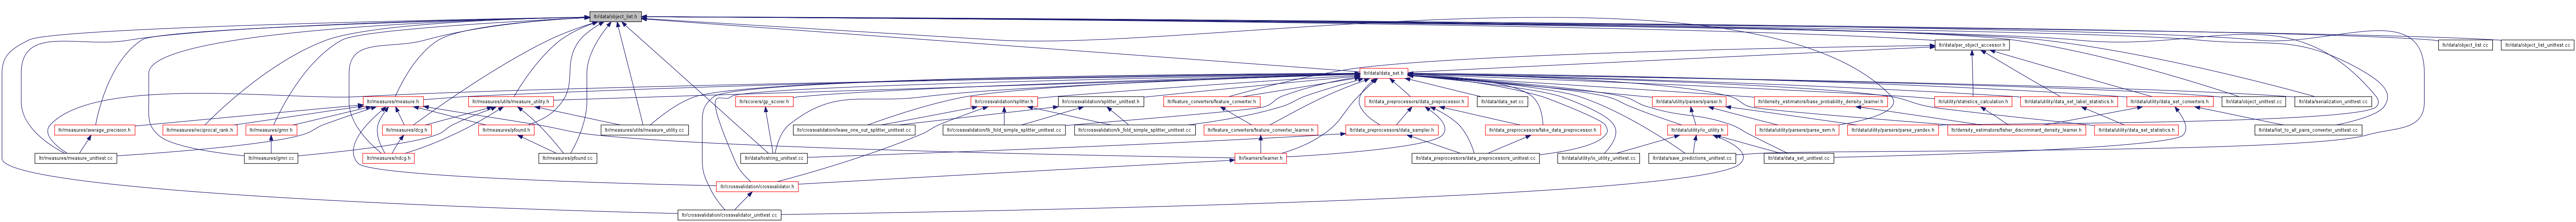 ltr/data/object_list.h
ltr/data/per_object_accessor.h
ltr/data/object_list.cc
ltr/data/object_list_unittest.cc
ltr/data/data_set.h
ltr/measures/measure.h
ltr/measures/utils/measure_utility.h
ltr/scorers/gp_scorer.h
ltr/crossvalidation/splitter.h
ltr/crossvalidation/splitter_unittest.h
ltr/feature_converters/feature_converter.h
ltr/data_preprocessors/data_preprocessor.h
ltr/data/data_set.cc
ltr/utility/parsers/parser.h
ltr/density_estimators/base_probability_density_learner.h
ltr/utility/statistics_calculation.h
ltr/utility/utility/data_set_label_statistics.h
ltr/data/utility/data_set_converters.h
ltr/data/object_unittest.cc
ltr/data/serialization_unittest.cc
ltr/measures/average_precision.h
ltr/measures/reciprocal_rank.h
ltr/measures/gmrr.h
ltr/measures/dcg.h
ltr/measures/pfound.h
ltr/measures/utils/measure_utility.cc
ltr/crossvalidation/leave_one_out_splitter_unittest.cc
ltr/crossvalidation/tk_fold_simple_splitter_unittest.cc
ltr/crossvalidation/k_fold_simple_splitter_unittest.cc
ltr/feature_converters/feature_converter_learner.h
ltr/data_preprocessors/data_sampler.h
ltr/data_preprocessors/fake_data_preprocessor.h
ltr/data/utility/io_utility.h
ltr/data/utility/parsers/parse_svm.h
ltr/data/utility/parsers/parse_yandex.h
ltr/density_estimators/fisher_discriminant_density_learner.h
ltr/data/utility/data_set_statistics.h
ltr/data/list_to_all_pairs_converter_unittest.cc
ltr/measures/measure_unittest.cc
ltr/measures/gmrr.cc
ltr/measures/ndcg.h
ltr/measures/pfound.cc
ltr/data/tostring_unittest.cc
ltr/learners/learner.h
ltr/data_preprocessors/data_preprocessors_unittest.cc
ltr/data/utility/io_utility_unittest.cc
ltr/data/save_predictions_unittest.cc
ltr/data/data_set_unittest.cc
ltr/crossvalidation/crossvalidator.h
ltr/crossvalidation/crossvalidator_unittest.cc